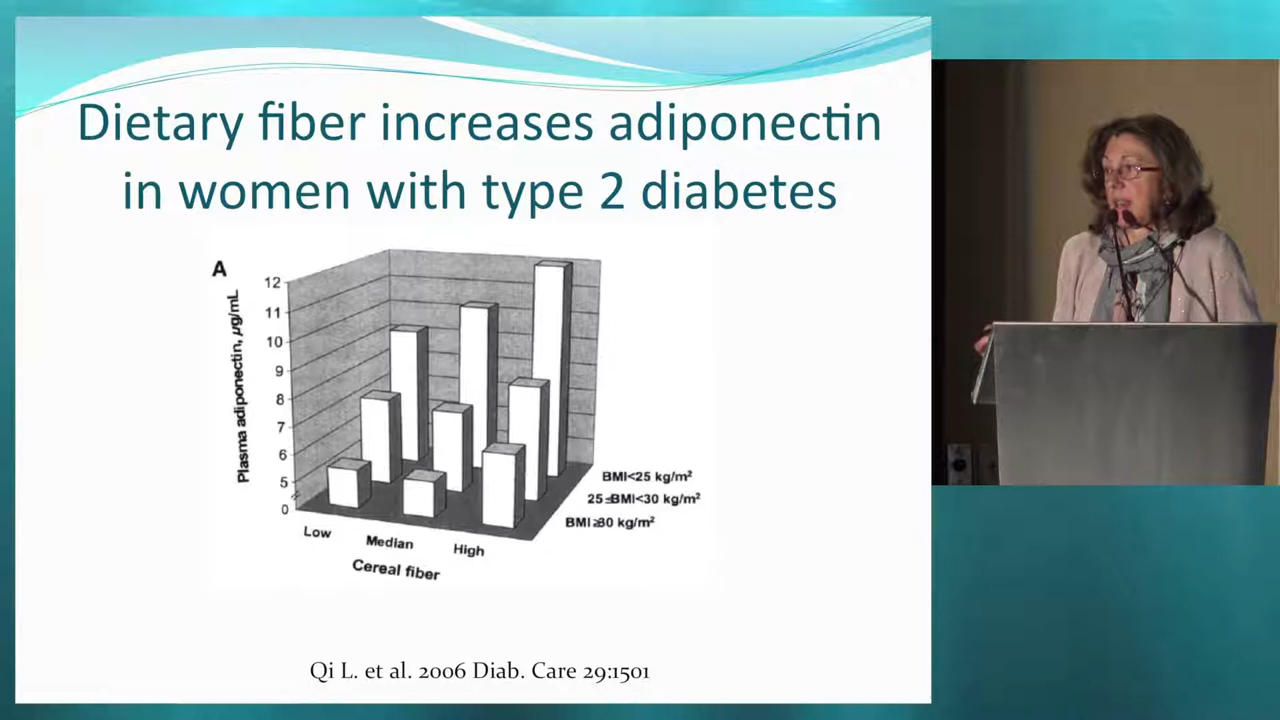 Dietary fiber increases adiponectin
in women with type 2 diabetes
A
Plasma adiponectin, µg/mL
12
11
10
9
8
7
6
5
0
BMI<25 kg/m²
25≤BMI<30 kg/m²
BMI ≥30 kg/m²
Low
Median
High
Cereal fiber
Qi L. et al. 2006 Diab. Care 29:1501